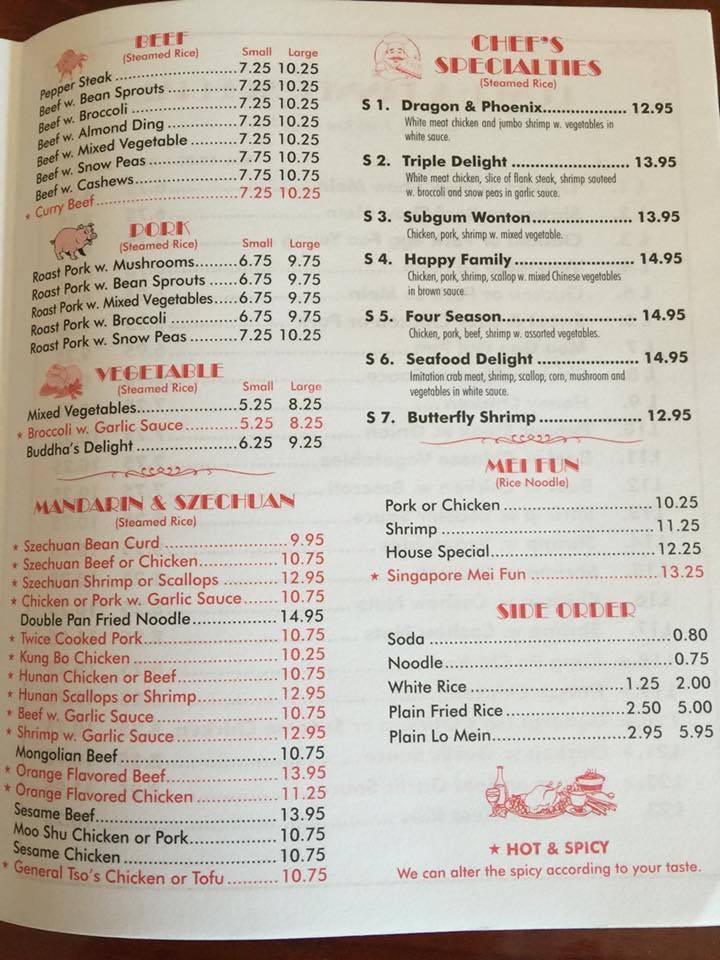 BEEF
(Steamed Rice)
Small Large
Pepper Steak 7.25 10.25
Beef w. Bean Sprouts 7.25 10.25
Beef w. Broccoli 7.25 10.25
Beef w. Almond Ding 7.25 10.25
Beef w. Mixed Vegetable 7.25 10.25
Beef w. Snow Peas 7.75 10.75
Beef w. Cashews 7.75 10.75
* Curry Beef 7.25 10.25
PORK
(Steamed Rice)
Small Large
Roast Pork w. Mushrooms 6.75 9.75
Roast Pork w. Bean Sprouts 6.75 9.75
Roast Pork w. Mixed Vegetables 6.75 9.75
Roast Pork w. Broccoli 6.75 9.75
Roast Pork w. Snow Peas 7.25 10.25
VEGETABLE
(Steamed Rice)
Small Large
Mixed Vegetables 5.25 8.25
* Broccoli w. Garlic Sauce 5.25 8.25
Buddha's Delight 6.25 9.25
MANDARIN & SZECHUAN
(Steamed Rice)
* Szechuan Bean Curd 9.95
* Szechuan Beef or Chicken 10.75
* Szechuan Shrimp or Scallops 12.95
* Chicken or Pork w. Garlic Sauce 10.75
Double Pan Fried Noodle 14.95
* Twice Cooked Pork 10.75
* Kung Bo Chicken 10.25
* Hunan Chicken or Beef 10.75
* Hunan Scallops or Shrimp 12.95
* Beef w. Garlic Sauce 10.75
* Shrimp w. Garlic Sauce 12.95
Mongolian Beef 10.75
* Orange Flavored Beef 13.95
* Orange Flavored Chicken 11.25
Sesame Beef 13.95
Moo Shu Chicken or Pork 10.75
Sesame Chicken 10.75
* General Tso's Chicken or Tofu 10.75
CHEF'S
SPECIALTIES
(Steamed Rice)
S 1. Dragon & Phoenix 12.95
White meat chicken and jumbo shrimp w. vegetables in
white sauce.
S 2. Triple Delight 13.95
White meat chicken, slice of flank steak, shrimp sauteed
w. broccoli and snow peas in garlic sauce.
S 3. Subgum Wonton 13.95
Chicken, pork, shrimp w. mixed vegetable.
S 4. Happy Family 14.95
Chicken, pork, shrimp, scallop w. mixed Chinese vegetables
in brown sauce.
S 5. Four Season 14.95
Chicken, pork, beef, shrimp w. assorted vegetables.
S 6. Seafood Delight 14.95
Imitation crab meat, shrimp, scallop, corn, mushroom and
vegetables in white sauce.
S 7. Butterfly Shrimp 12.95
MEI FUN
(Rice Noodle)
Pork or Chicken 10.25
Shrimp 11.25
House Special 12.25
* Singapore Mei Fun 13.25
SIDE ORDER
Soda 0.80
Noodle 0.75
White Rice 1.25 2.00
Plain Fried Rice 2.50 5.00
Plain Lo Mein 2.95 5.95
★ HOT & SPICY
We can alter the spicy according to your taste.